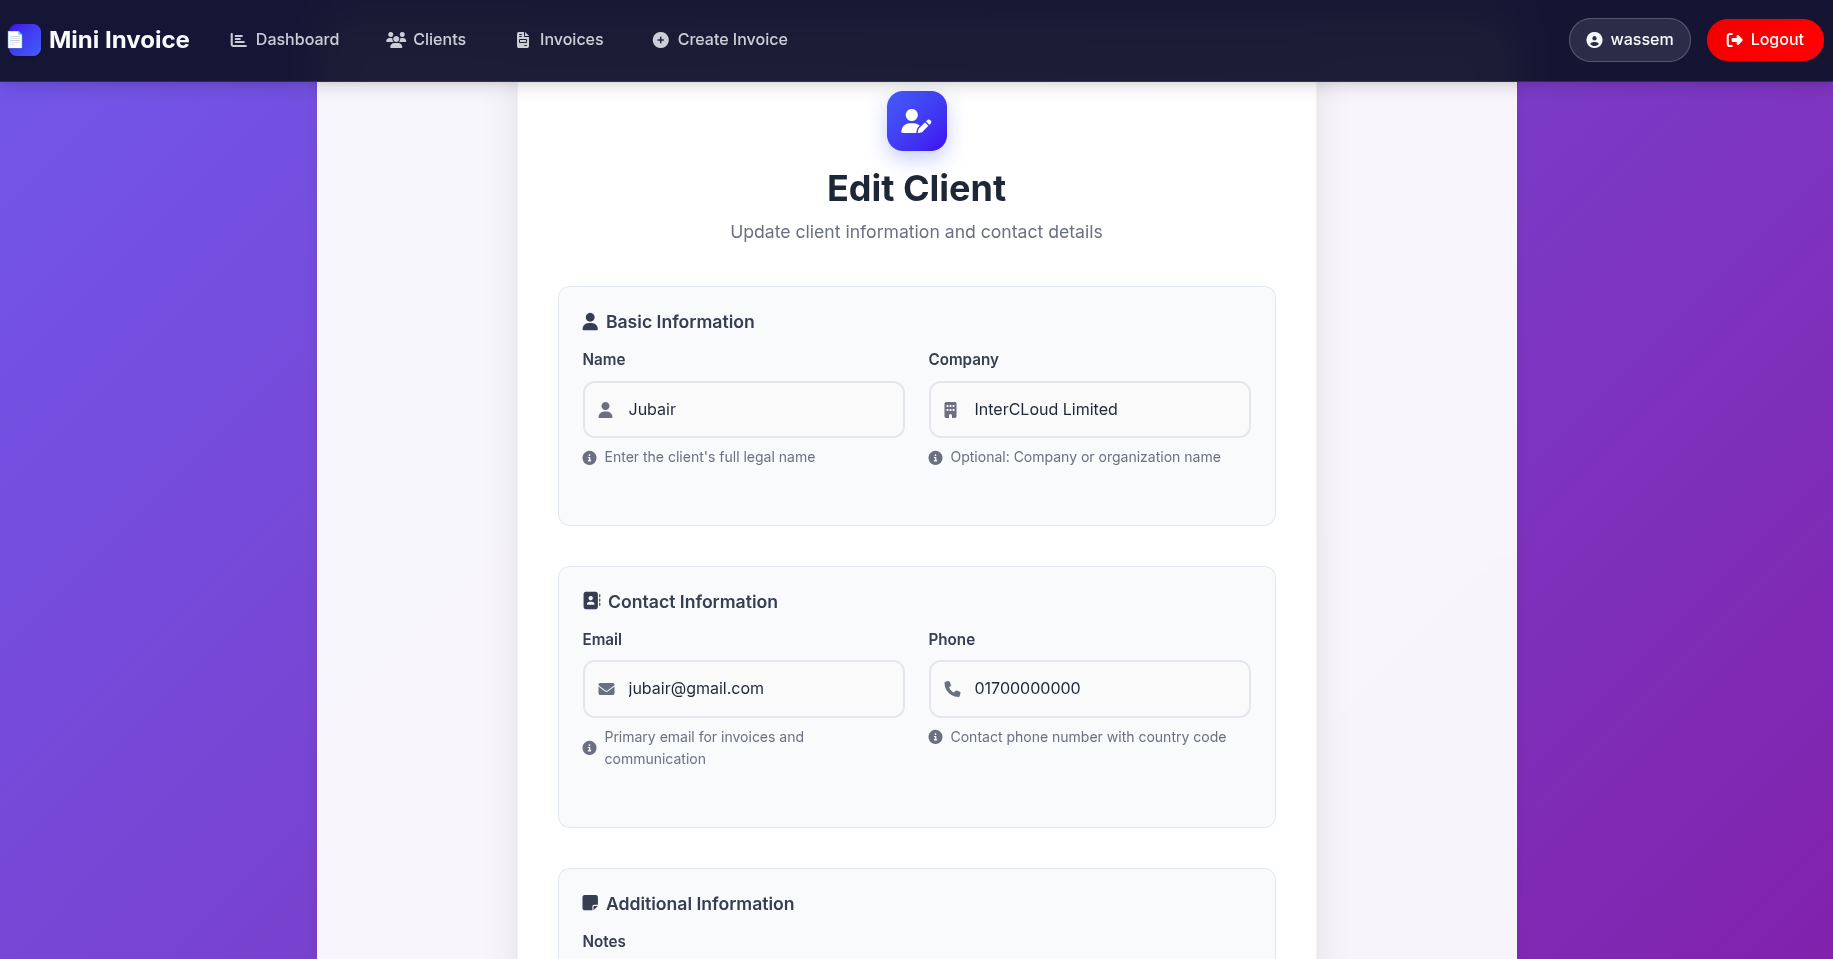 Mini Invoice
Dashboard
Clients
Invoices
Create Invoice
wassem
Logout
Edit Client
Update client information and contact details
Basic Information
Name
Company
Jubair
InterCLoud Limited
Enter the client's full legal name
Optional: Company or organization name
Contact Information
Email
Phone
jubair@gmail.com
01700000000
Primary email for invoices and
communication
Contact phone number with country code
Additional Information
Notes